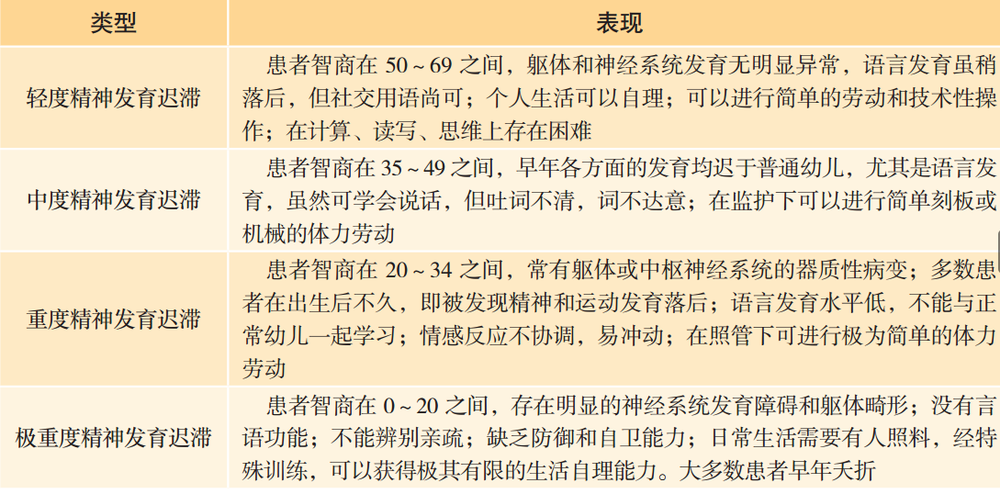 类型 表现
轻度精神发育迟滞
患者智商在 50～69 之间，躯体和神经系统发育无明显异常，语言发育虽稍
落后，但社交用语尚可；个人生活可以自理；可以进行简单的劳动和技术性操
作；在计算、读写、思维上存在困难
中度精神发育迟滞
患者智商在 35～49 之间，早年各方面的发育均迟于普通幼儿，尤其是语言发
育，虽然可学会说话，但吐词不清，词不达意；在监护下可以进行简单刻板或
机械的体力劳动
重度精神发育迟滞
患者智商在 20～34 之间，常有躯体或中枢神经系统的器质性病变；多数患
者在出生后不久，即被发现精神和运动发育落后；语言发育水平低，不能与正
常幼儿一起学习；情感反应不协调，易冲动；在照管下可进行极为简单的体力
劳动
极重度精神发育迟滞
患者智商在 0～20 之间，存在明显的神经系统发育障碍和躯体畸形；没有言
语功能；不能辨别亲疏；缺乏防御和自卫能力；日常生活需要有人照料，经特
殊训练，可以获得极其有限的生活自理能力。大多数患者早年夭折